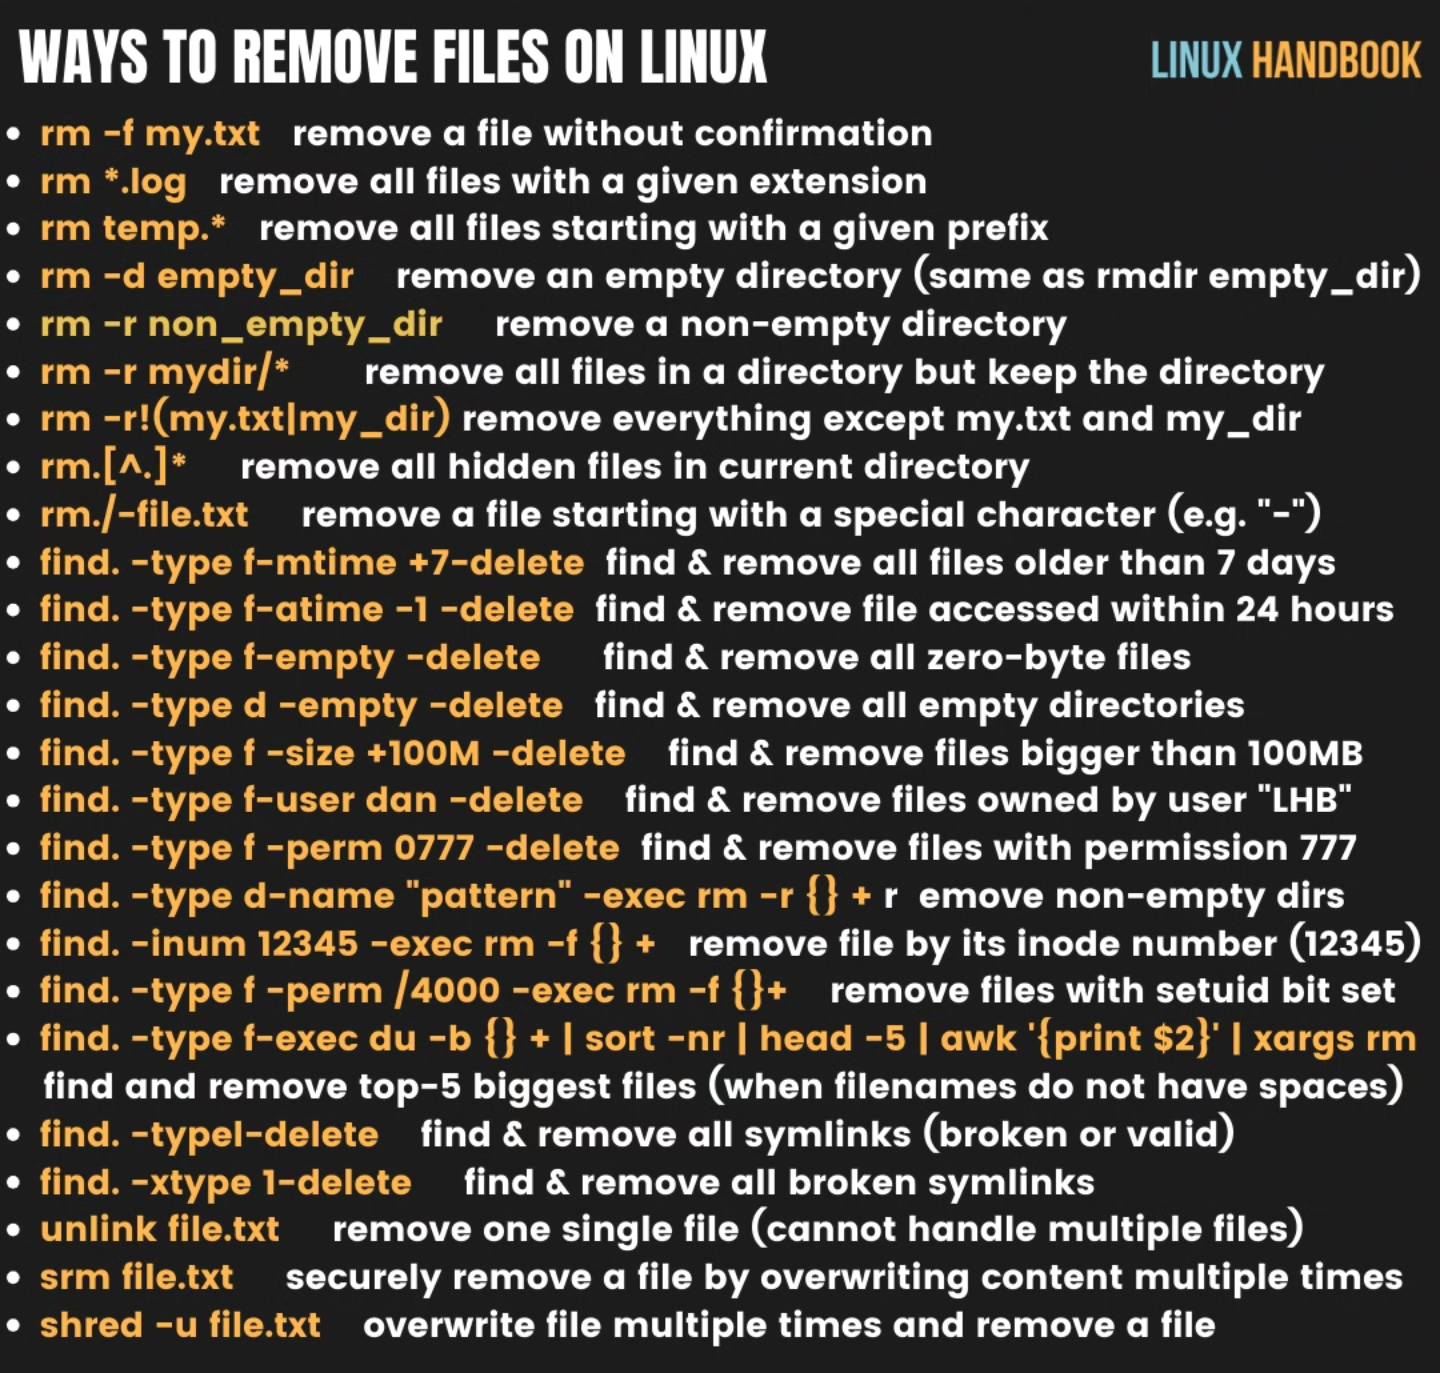 WAYS TO REMOVE FILES ON LINUX
LINUX HANDBOOK
• rm -f my.txt remove a file without confirmation
• rm *.log remove all files with a given extension
• rm temp.* remove all files starting with a given prefix
• rm -d empty_dir remove an empty directory (same as rmdir empty_dir)
• rm -r non_empty_dir remove a non-empty directory
• rm -r mydir/* remove all files in a directory but keep the directory
• rm -r!(my.txt|my_dir) remove everything except my.txt and my_dir
• rm.[^.]* remove all hidden files in current directory
• rm./-file.txt remove a file starting with a special character (e.g. "-")
• find. -type f-mtime +7-delete find & remove all files older than 7 days
• find. -type f-atime -1 -delete find & remove file accessed within 24 hours
• find. -type f-empty -delete find & remove all zero-byte files
• find. -type d -empty -delete find & remove all empty directories
• find. -type f -size +100M -delete find & remove files bigger than 100MB
• find. -type f-user dan -delete find & remove files owned by user "LHB"
• find. -type f -perm 0777 -delete find & remove files with permission 777
• find. -type d-name "pattern" -exec rm -r {} + r emove non-empty dirs
• find. -inum 12345 -exec rm -f {} + remove file by its inode number (12345)
• find. -type f -perm /4000 -exec rm -f {}+ remove files with setuid bit set
• find. -type f-exec du -b {} + | sort -nr | head -5 | awk '{print $2}' | xargs rm
find and remove top-5 biggest files (when filenames do not have spaces)
• find. -typel-delete find & remove all symlinks (broken or valid)
• find. -xtype 1-delete find & remove all broken symlinks
• unlink file.txt remove one single file (cannot handle multiple files)
• srm file.txt securely remove a file by overwriting content multiple times
• shred -u file.txt overwrite file multiple times and remove a file